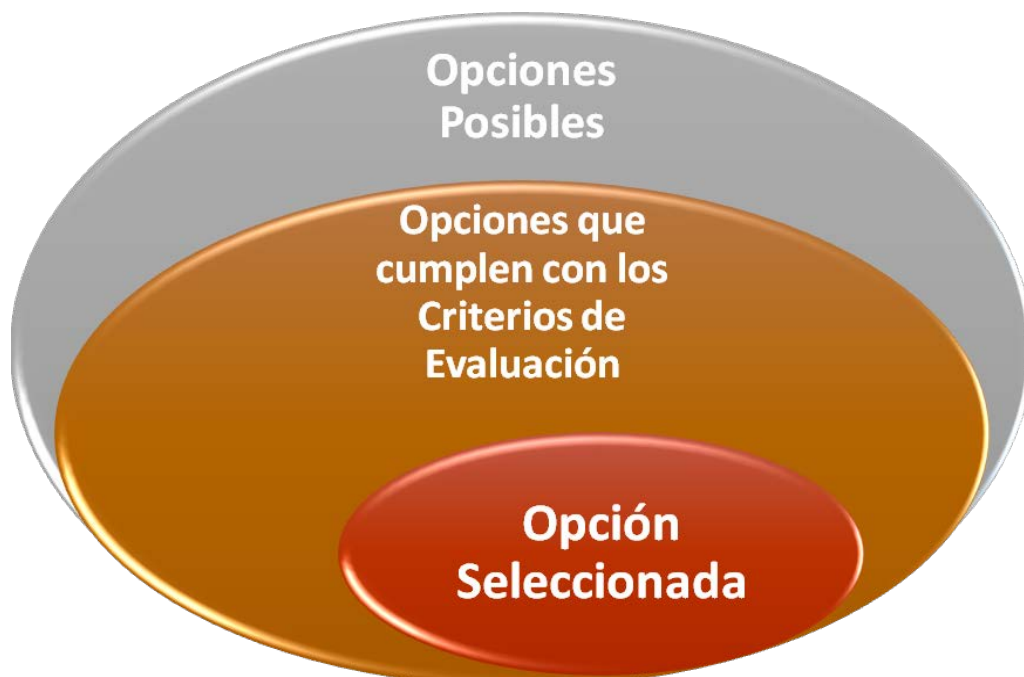 Opciones
Posibles
Opciones que
cumplen con los
Criterios de
Evaluación
Opción
Seleccionada